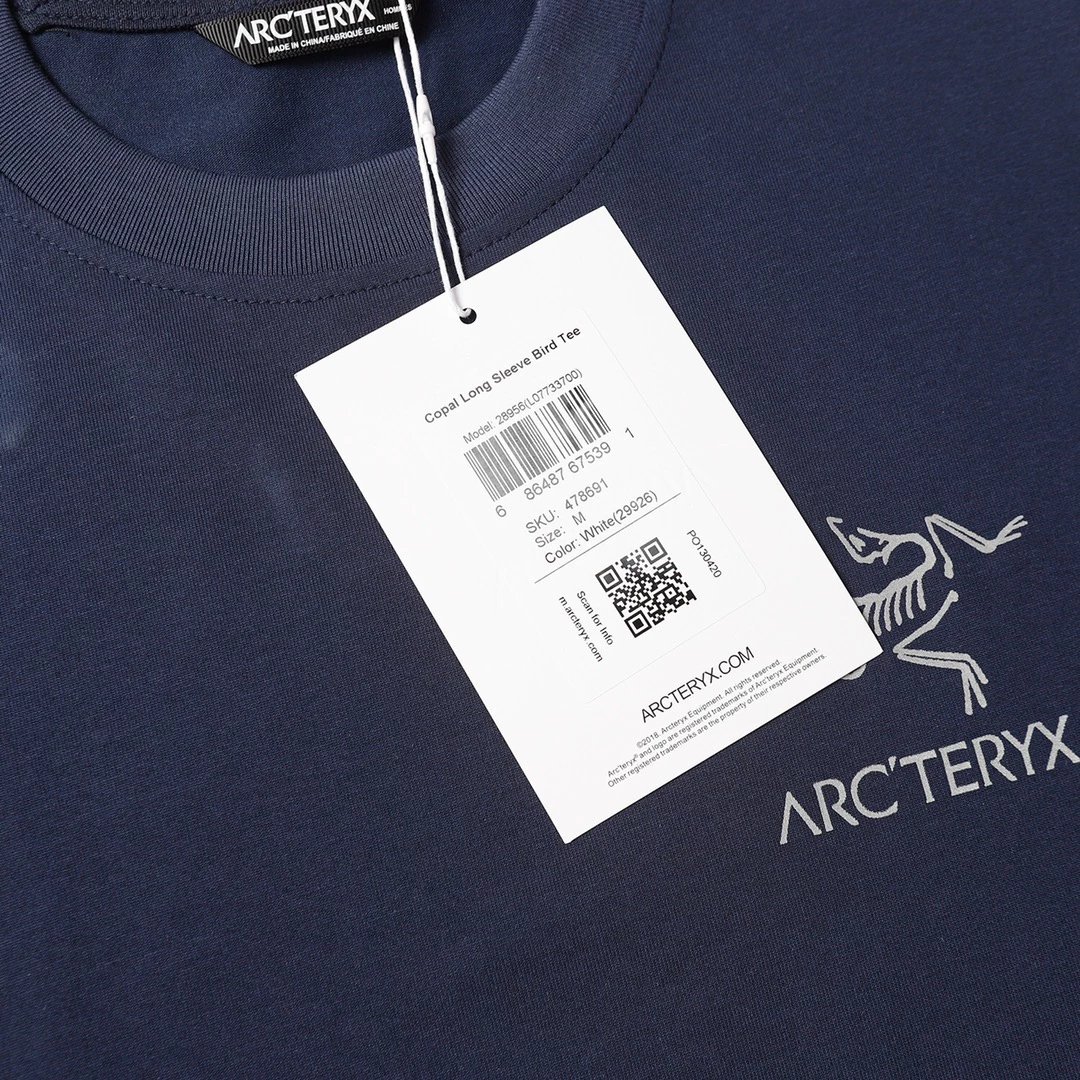 ARC'TERYX
MADE IN CHINA/FABRIQUÉ EN CHINE
Copal Long Sleeve Bird Tee
Model: 28956(L07733700)
6 86487 67539 1
SKU: 478691
Size: M
Color: White(29926)
PO130420
Scan for Info
m.arcteryx.com
ARCTERYX.COM
©2018. Arcteryx Equipment. All rights reserved.
Arc'teryx® and logo are registered trademarks of Arc'teryx Equipment.
Other registered trademarks are the property of their respective owners.
ARC'TERYX